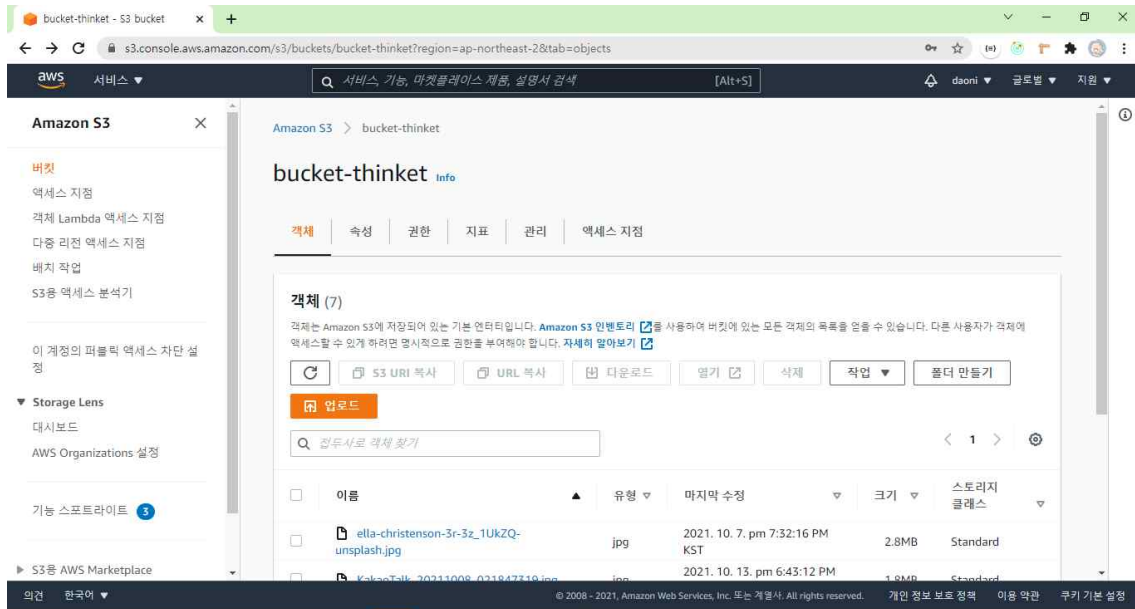 bucket-thinket - S3 bucket
s3.console.aws.amazon.com/s3/buckets/bucket-thinket?region=ap-northeast-2&tab=objects
aws 서비스 ▼ 서비스, 기능, 마켓플레이스 제품, 설명서 검색 [Alt+S] daoni ▼ 글로벌 ▼ 지원 ▼
Amazon S3
버킷
액세스 지점
객체 Lambda 액세스 지점
다중 리전 액세스 지점
배치 작업
S3용 액세스 분석기
이 계정의 퍼블릭 액세스 차단 설
정
▼ Storage Lens
대시보드
AWS Organizations 설정
기능 스포트라이트 3
▶ S3용 AWS Marketplace
Amazon S3 > bucket-thinket
bucket-thinket Info
객체 속성 권한 지표 관리 액세스 지점
객체 (7)
객체는 Amazon S3에 저장되어 있는 기본 엔터티입니다. Amazon S3 인벤토리 를 사용하여 버킷에 있는 모든 객체의 목록을 얻을 수 있습니다. 다른 사용자가 객체에
액세스할 수 있게 하려면 명시적으로 권한을 부여해야 합니다. 자세히 알아보기
S3 URI 복사 URL 복사 다운로드 열기 삭제 작업 ▼ 폴더 만들기
업로드
접두사로 객체 찾기 < 1 >
이름 ▲ 유형 ▽ 마지막 수정 ▽ 크기 ▽ 스토리지
클래스 ▽
ella-christenson-3r-3z_1UkZQ-
unsplash.jpg jpg 2021. 10. 7. pm 7:32:16 PM
KST 2.8MB Standard
KakaoTalk_20211008_021847319.jpg jpg 2021. 10. 13. pm 6:43:12 PM 1.8MB Standard
의견 한국어 ▼ © 2008 - 2021, Amazon Web Services, Inc. 또는 계열사. All rights reserved. 개인 정보 보호 정책 이용 약관 쿠키 기본 설정